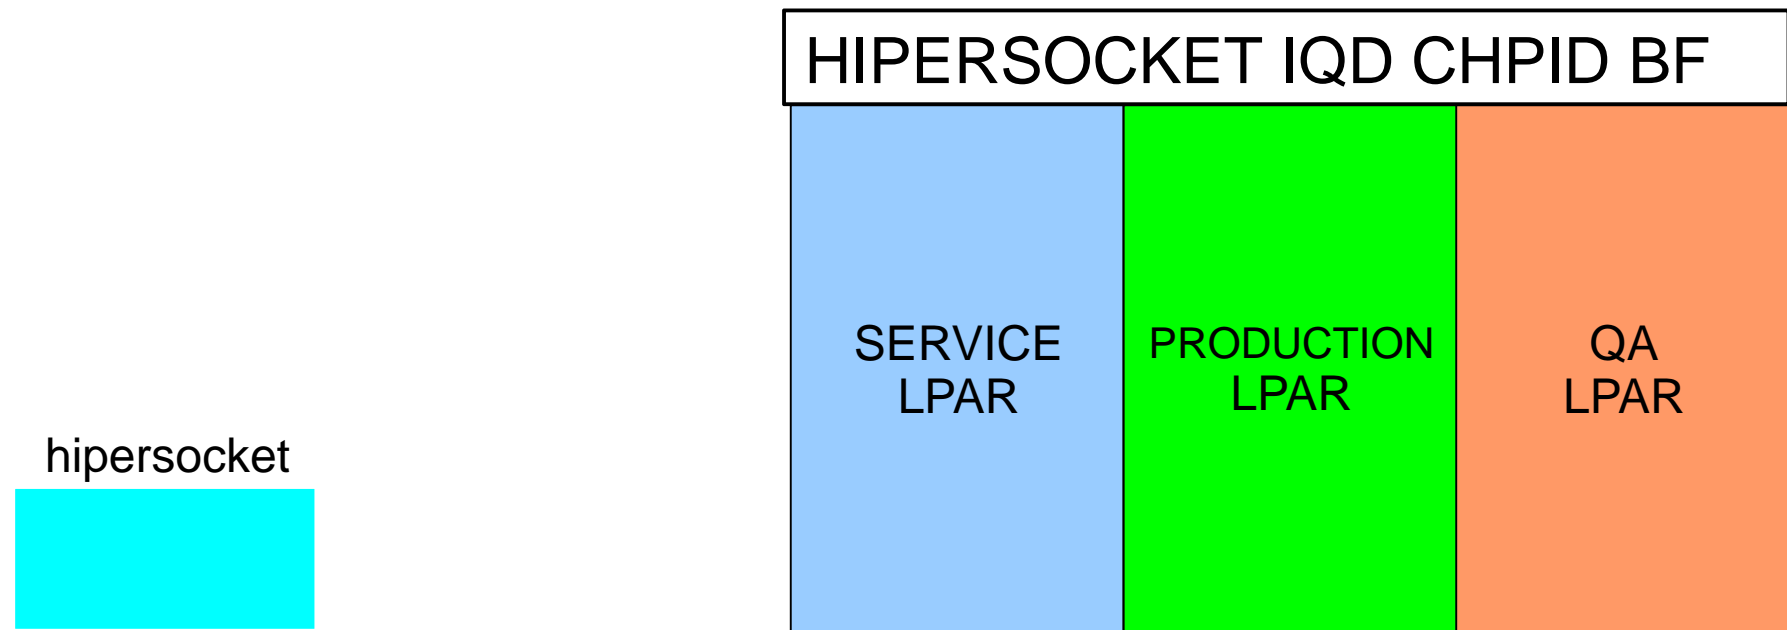 HIPERSOCKET IQD CHPID BF
SERVICE
LPAR
PRODUCTION
LPAR
QA
LPAR
hipersocket